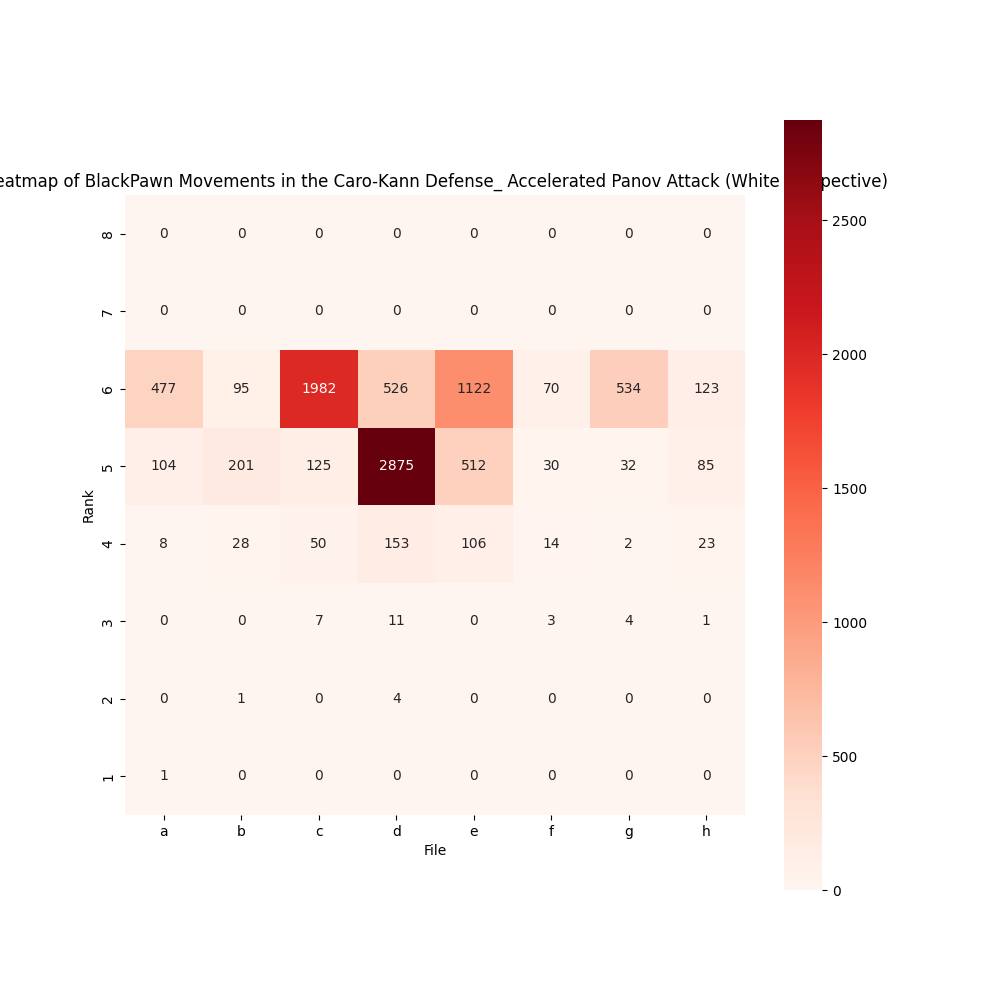 eatmap of BlackPawn Movements in the Caro-Kann Defense_ Accelerated Panov Attack (White pective)
8 0 0 0 0 0 0 0 0
7 0 0 0 0 0 0 0 0
6 477 95 1982 526 1122 70 534 123
5 104 201 125 2875 512 30 32 85
4 8 28 50 153 106 14 2 23
3 0 0 7 11 0 3 4 1
2 0 1 0 4 0 0 0 0
1 1 0 0 0 0 0 0 0
a b c d e f g h
File
Rank
2500
2000
1500
1000
500
0